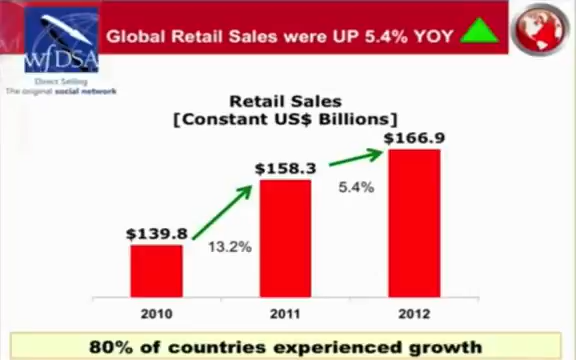 Global Retail Sales were UP 5.4% YOY
WFDSA
Direct Selling
The original social network
Retail Sales
[Constant US$ Billions]
$166.9
$158.3
5.4%
$139.8
13.2%
2010 2011 2012
80% of countries experienced growth